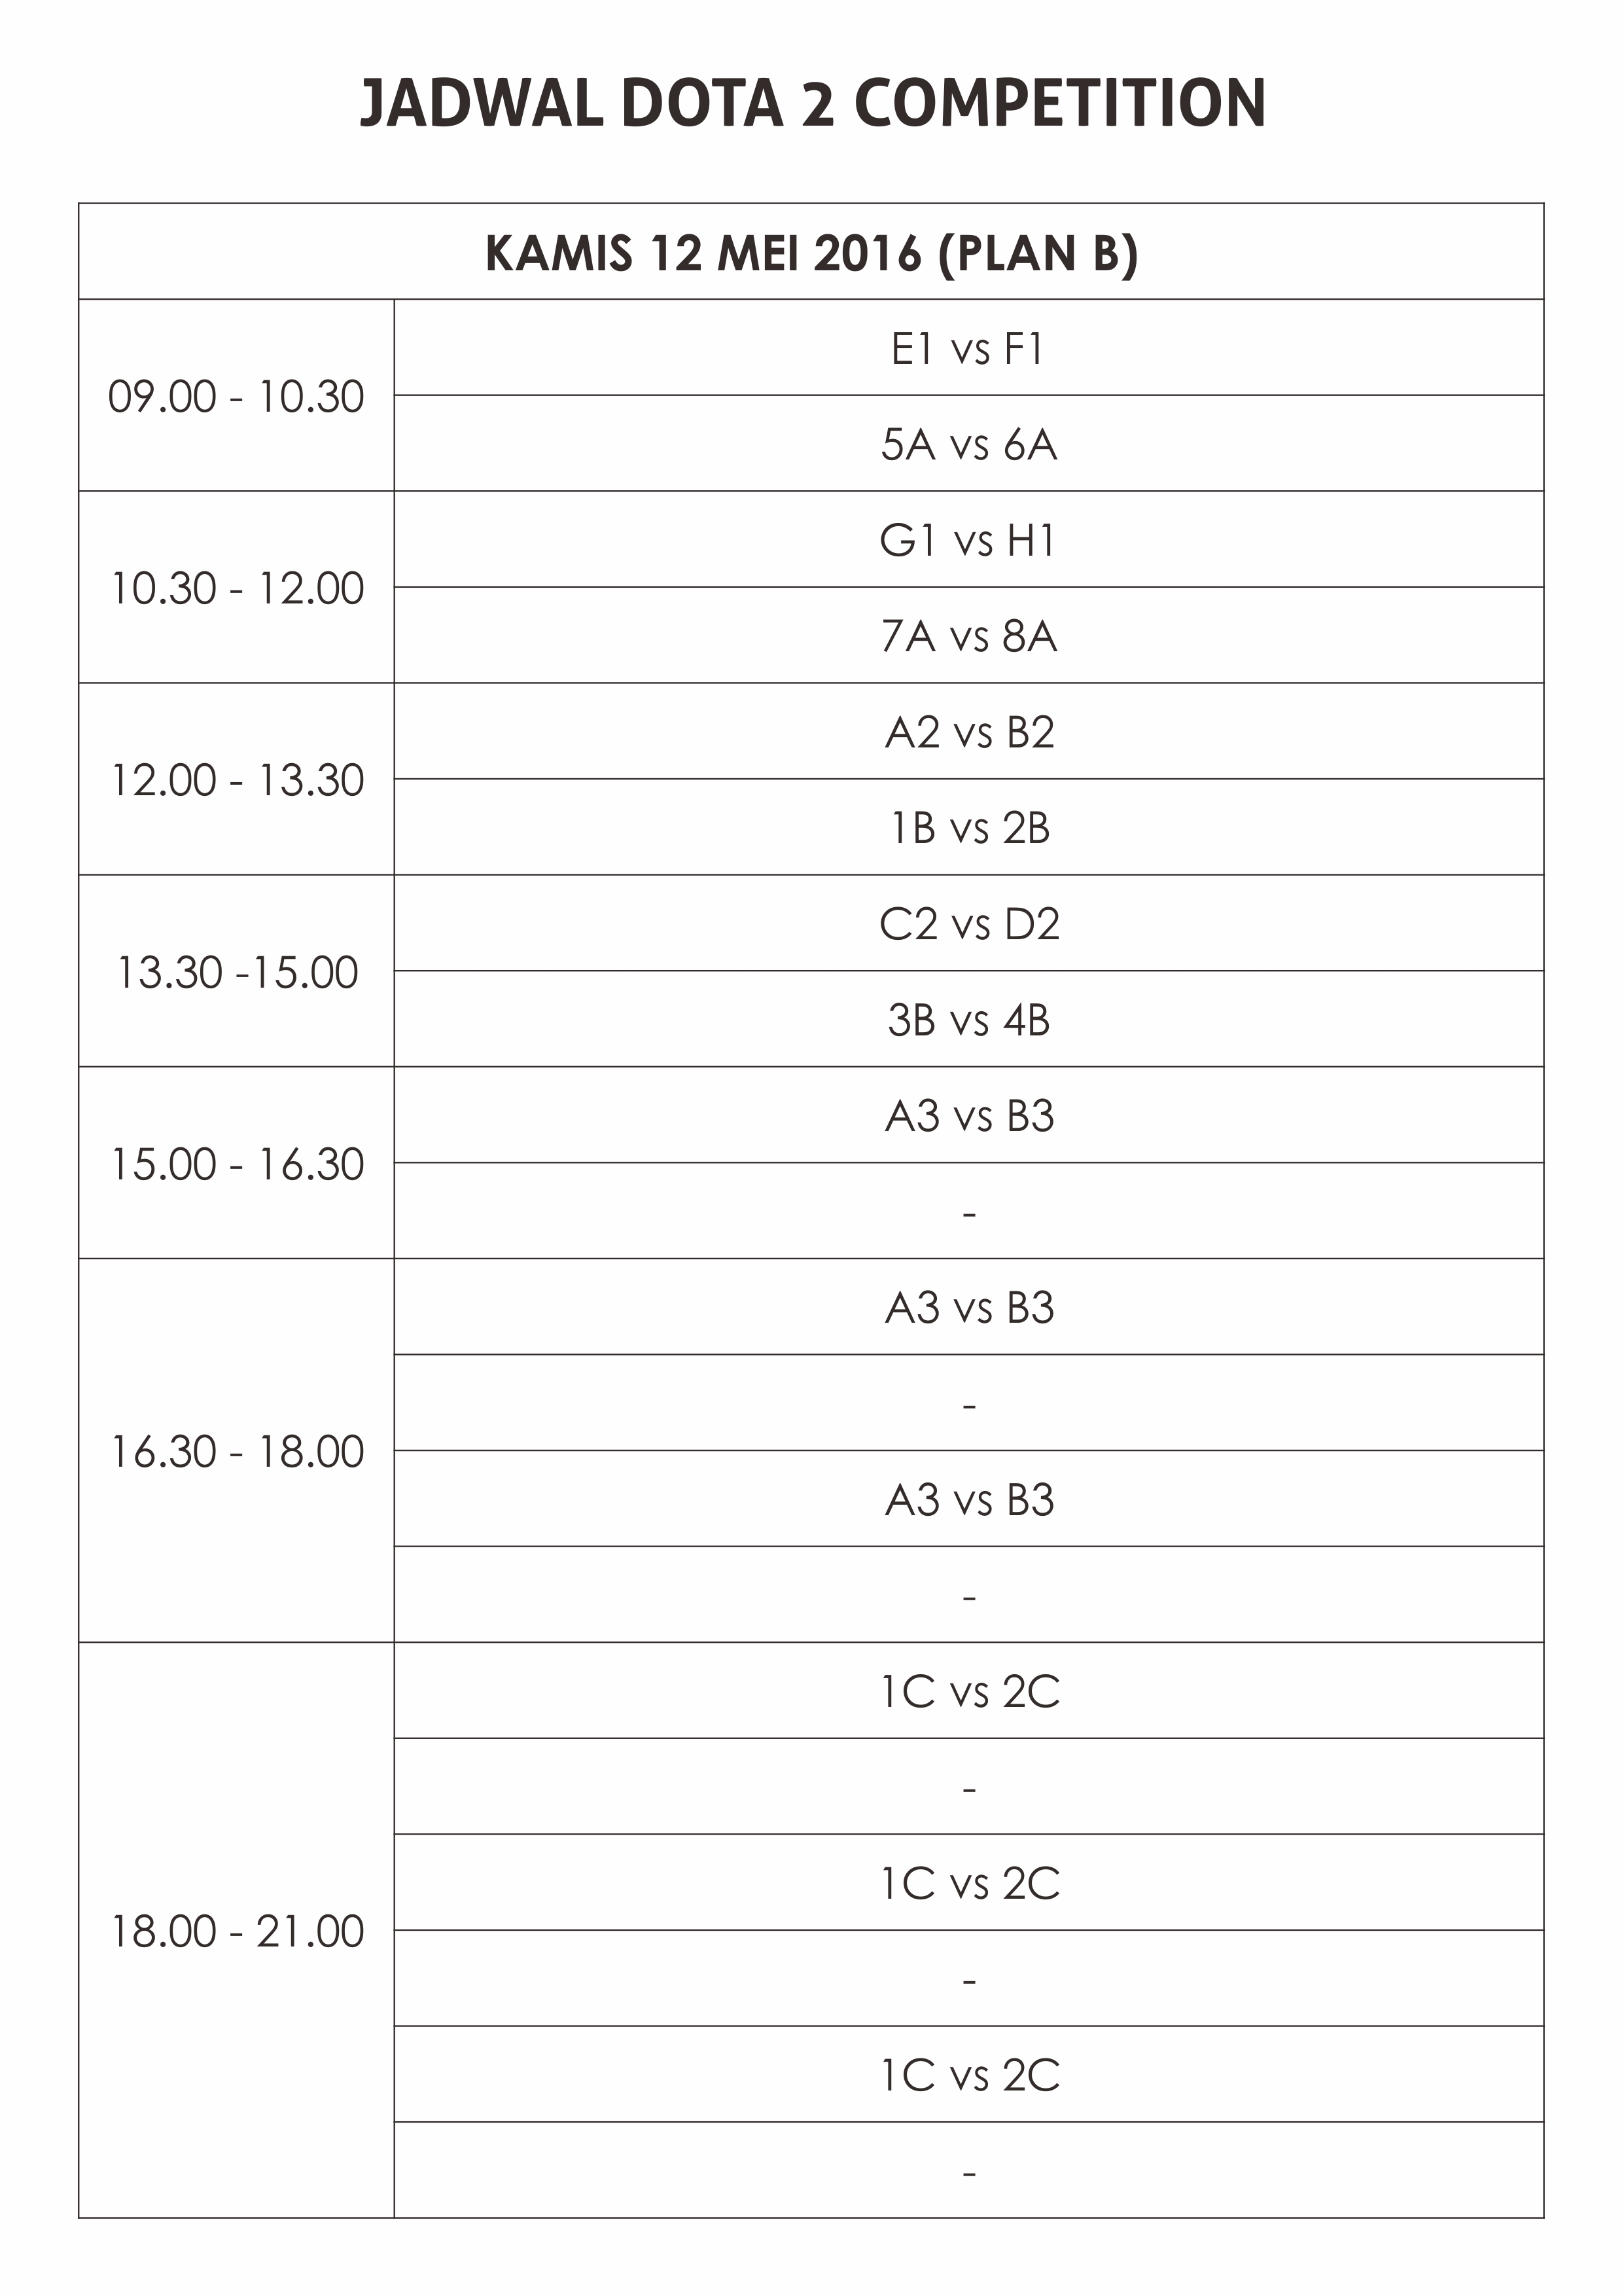 JADWAL DOTA 2 COMPETITION
KAMIS 12 MEI 2016 (PLAN B)
09.00 - 10.30
E1 vs F1
5A vs 6A
10.30 - 12.00
G1 vs H1
7A vs 8A
12.00 - 13.30
A2 vs B2
1B vs 2B
13.30 -15.00
C2 vs D2
3B vs 4B
15.00 - 16.30
A3 vs B3
-
16.30 - 18.00
A3 vs B3
-
A3 vs B3
-
18.00 - 21.00
1C vs 2C
-
1C vs 2C
-
1C vs 2C
-